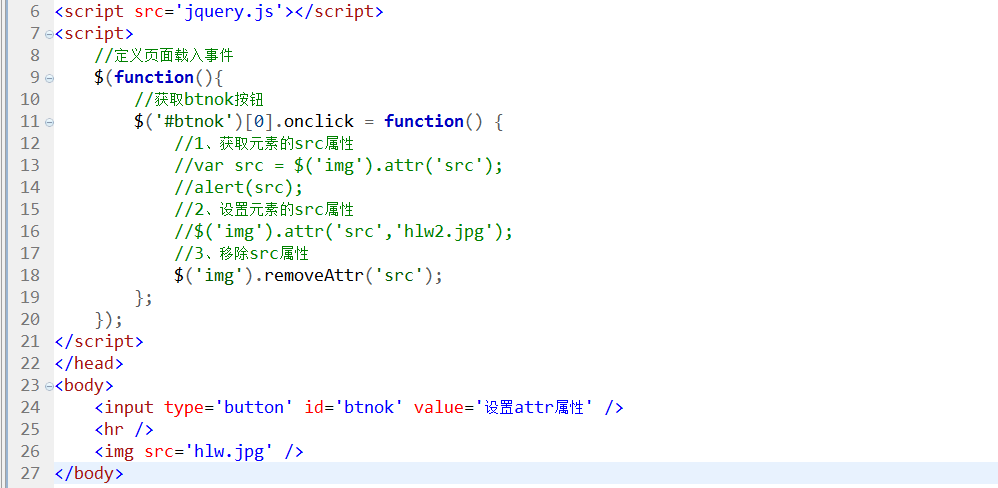 6 <script src='jquery.js'></script>
7 <script>
8 //定义页面载入事件
9 $(function(){
10 //获取btnok按钮
11 $('#btnok')[0].onclick = function() {
12 //1、获取元素的src属性
13 //var src = $('img').attr('src');
14 //alert(src);
15 //2、设置元素的src属性
16 //$('img').attr('src','hlw2.jpg');
17 //3、移除src属性
18 $('img').removeAttr('src');
19 };
20 });
21 </script>
22 </head>
23 <body>
24 <input type='button' id='btnok' value='设置attr属性' />
25 <hr />
26 <img src='hlw.jpg' />
27 </body>